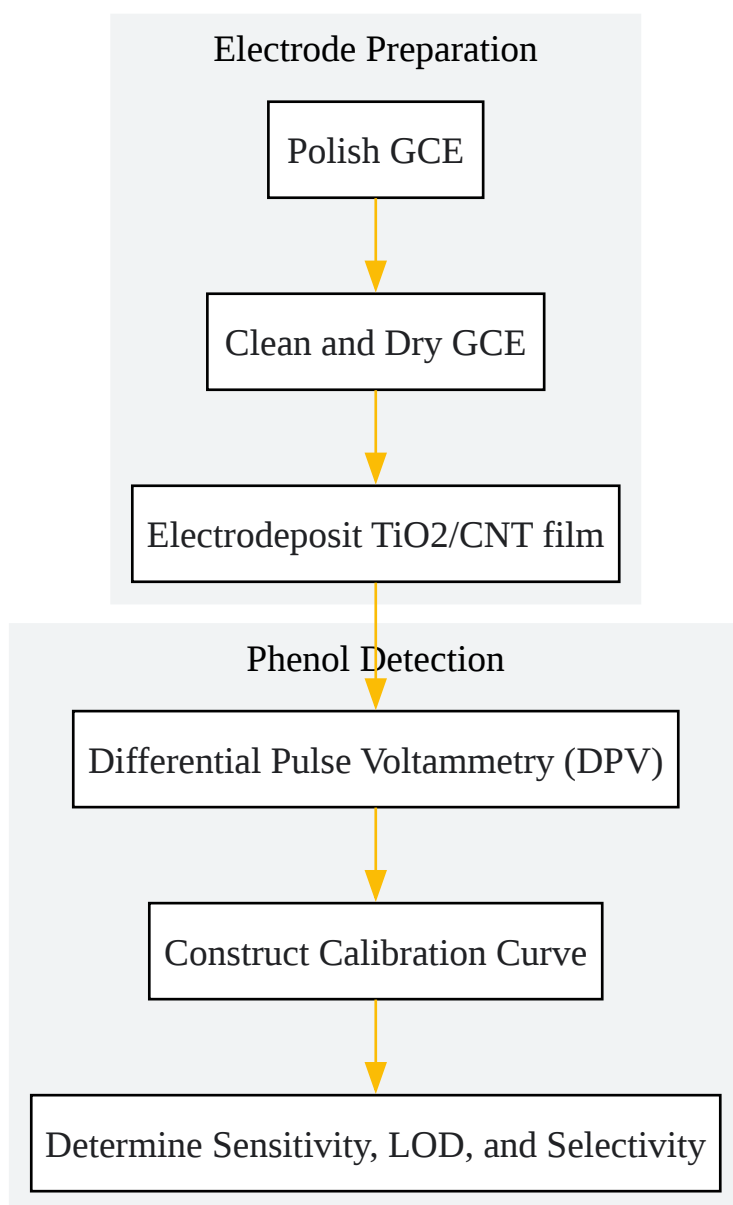 Electrode Preparation
Polish GCE
Clean and Dry GCE
Electrodeposit TiO2/CNT film
Phenol Detection
Differential Pulse Voltammetry (DPV)
Construct Calibration Curve
Determine Sensitivity, LOD, and Selectivity